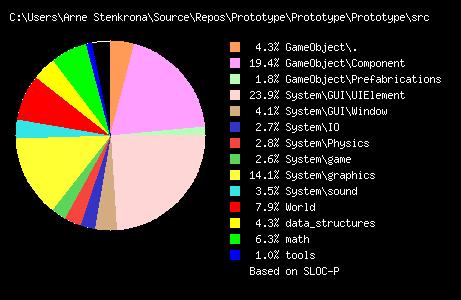 C:\Users\Arne Stenkrona\Source\Repos\Prototype\Prototype\Prototype\src
4.3% GameObject\.
19.4% GameObject\Component
1.8% GameObject\Prefabrications
23.9% System\GUI\UIElement
4.1% System\GUI\Window
2.7% System\IO
2.8% System\Physics
2.6% System\game
14.1% System\graphics
3.5% System\sound
7.9% World
4.3% data_structures
6.3% math
1.0% tools
Based on SLOC-P